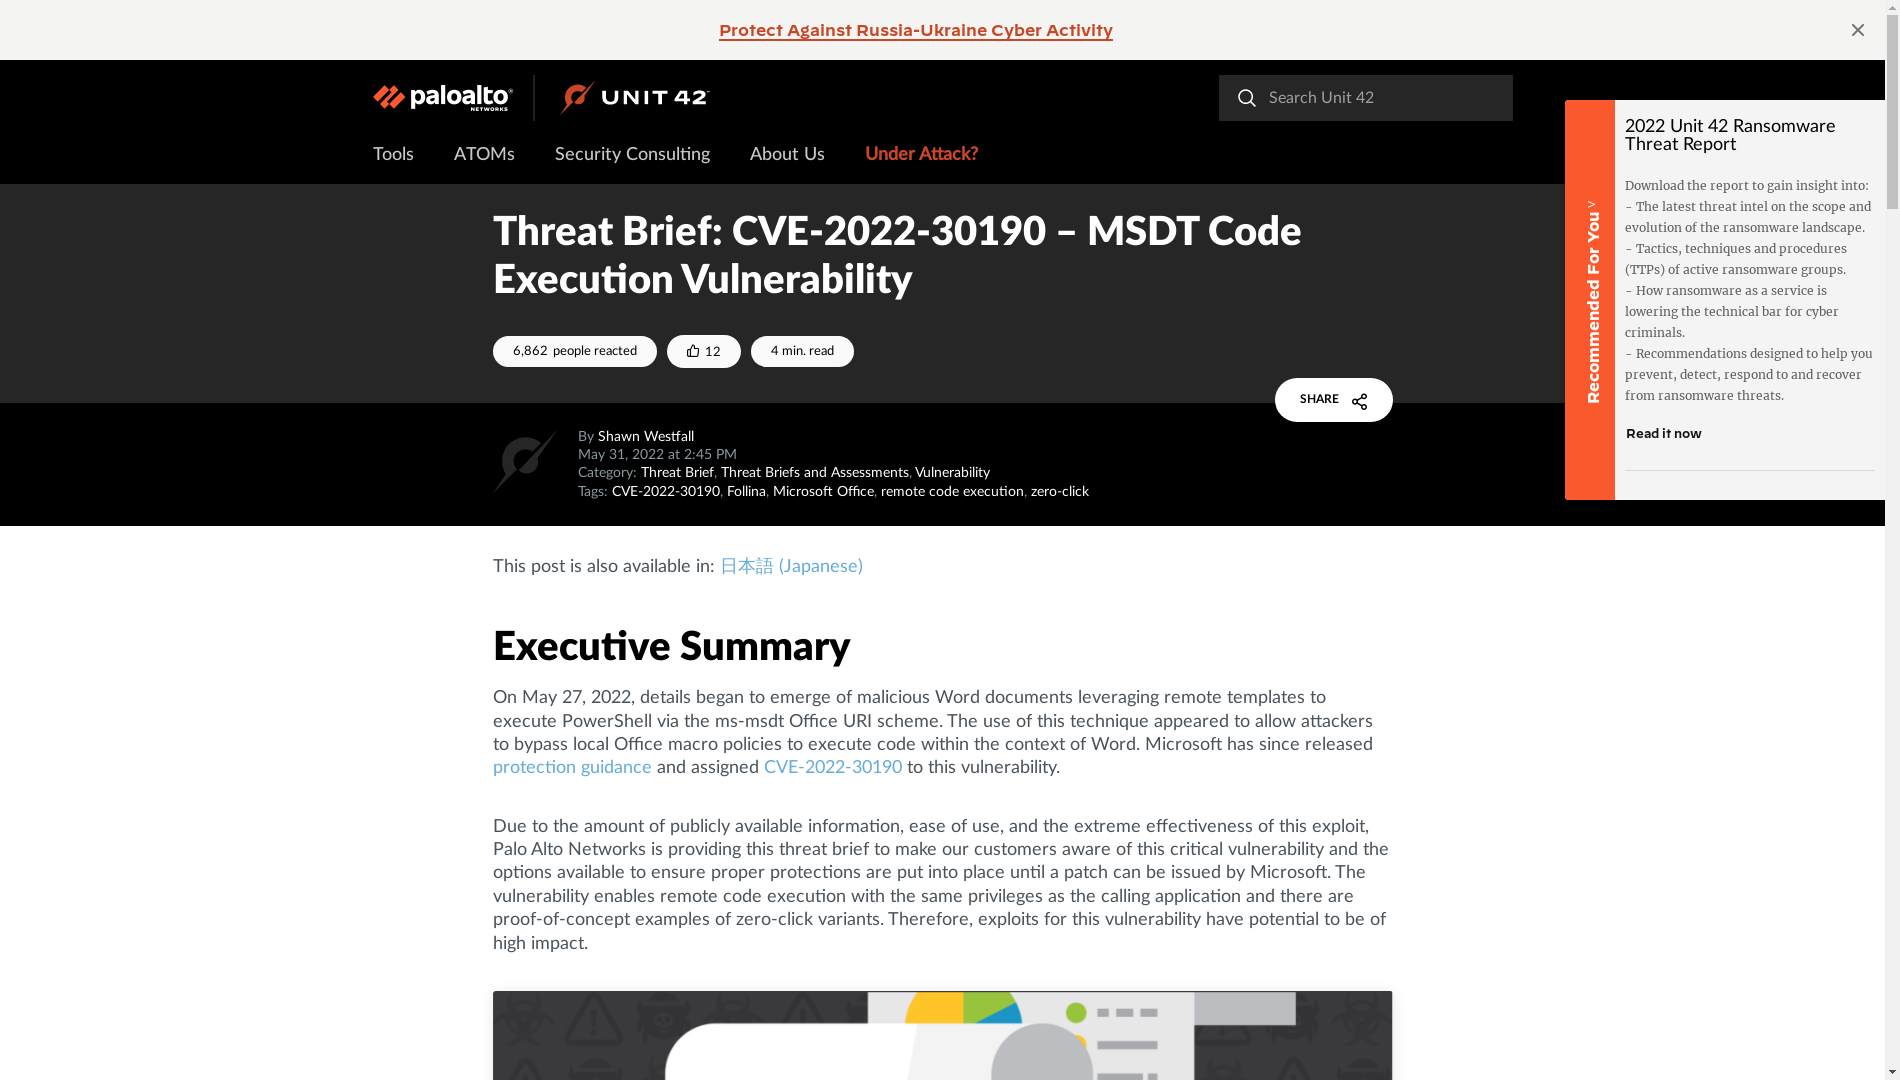 Protect Against Russia-Ukraine Cyber Activity
paloalto
NETWORKS
UNIT 42
Search Unit 42
Tools
ATOMs
Security Consulting
About Us
Under Attack?
Threat Brief: CVE-2022-30190 – MSDT Code
Execution Vulnerability
6,862 people reacted
12
4 min. read
SHARE
By Shawn Westfall
May 31, 2022 at 2:45 PM
Category: Threat Brief, Threat Briefs and Assessments, Vulnerability
Tags: CVE-2022-30190, Follina, Microsoft Office, remote code execution, zero-click
Recommended For You >
2022 Unit 42 Ransomware
Threat Report
Download the report to gain insight into:
- The latest threat intel on the scope and
evolution of the ransomware landscape.
- Tactics, techniques and procedures
(TTPs) of active ransomware groups.
- How ransomware as a service is
lowering the technical bar for cyber
criminals.
- Recommendations designed to help you
prevent, detect, respond to and recover
from ransomware threats.
Read it now
This post is also available in: 日本語 (Japanese)
Executive Summary
On May 27, 2022, details began to emerge of malicious Word documents leveraging remote templates to
execute PowerShell via the ms-msdt Office URI scheme. The use of this technique appeared to allow attackers
to bypass local Office macro policies to execute code within the context of Word. Microsoft has since released
protection guidance and assigned CVE-2022-30190 to this vulnerability.
Due to the amount of publicly available information, ease of use, and the extreme effectiveness of this exploit,
Palo Alto Networks is providing this threat brief to make our customers aware of this critical vulnerability and the
options available to ensure proper protections are put into place until a patch can be issued by Microsoft. The
vulnerability enables remote code execution with the same privileges as the calling application and there are
proof-of-concept examples of zero-click variants. Therefore, exploits for this vulnerability have potential to be of
high impact.